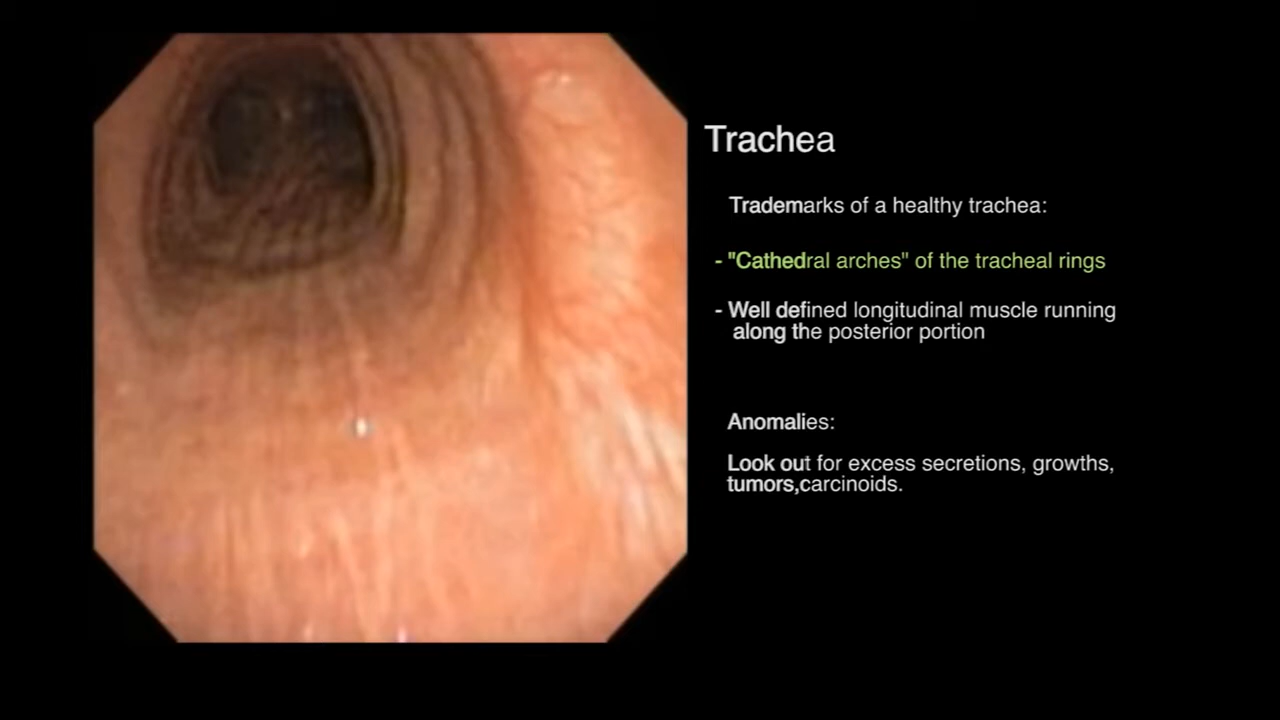 Trachea
Trademarks of a healthy trachea:
- "Cathedral arches" of the tracheal rings
- Well defined longitudinal muscle running
along the posterior portion
Anomalies:
Look out for excess secretions, growths,
tumors,carcinoids.